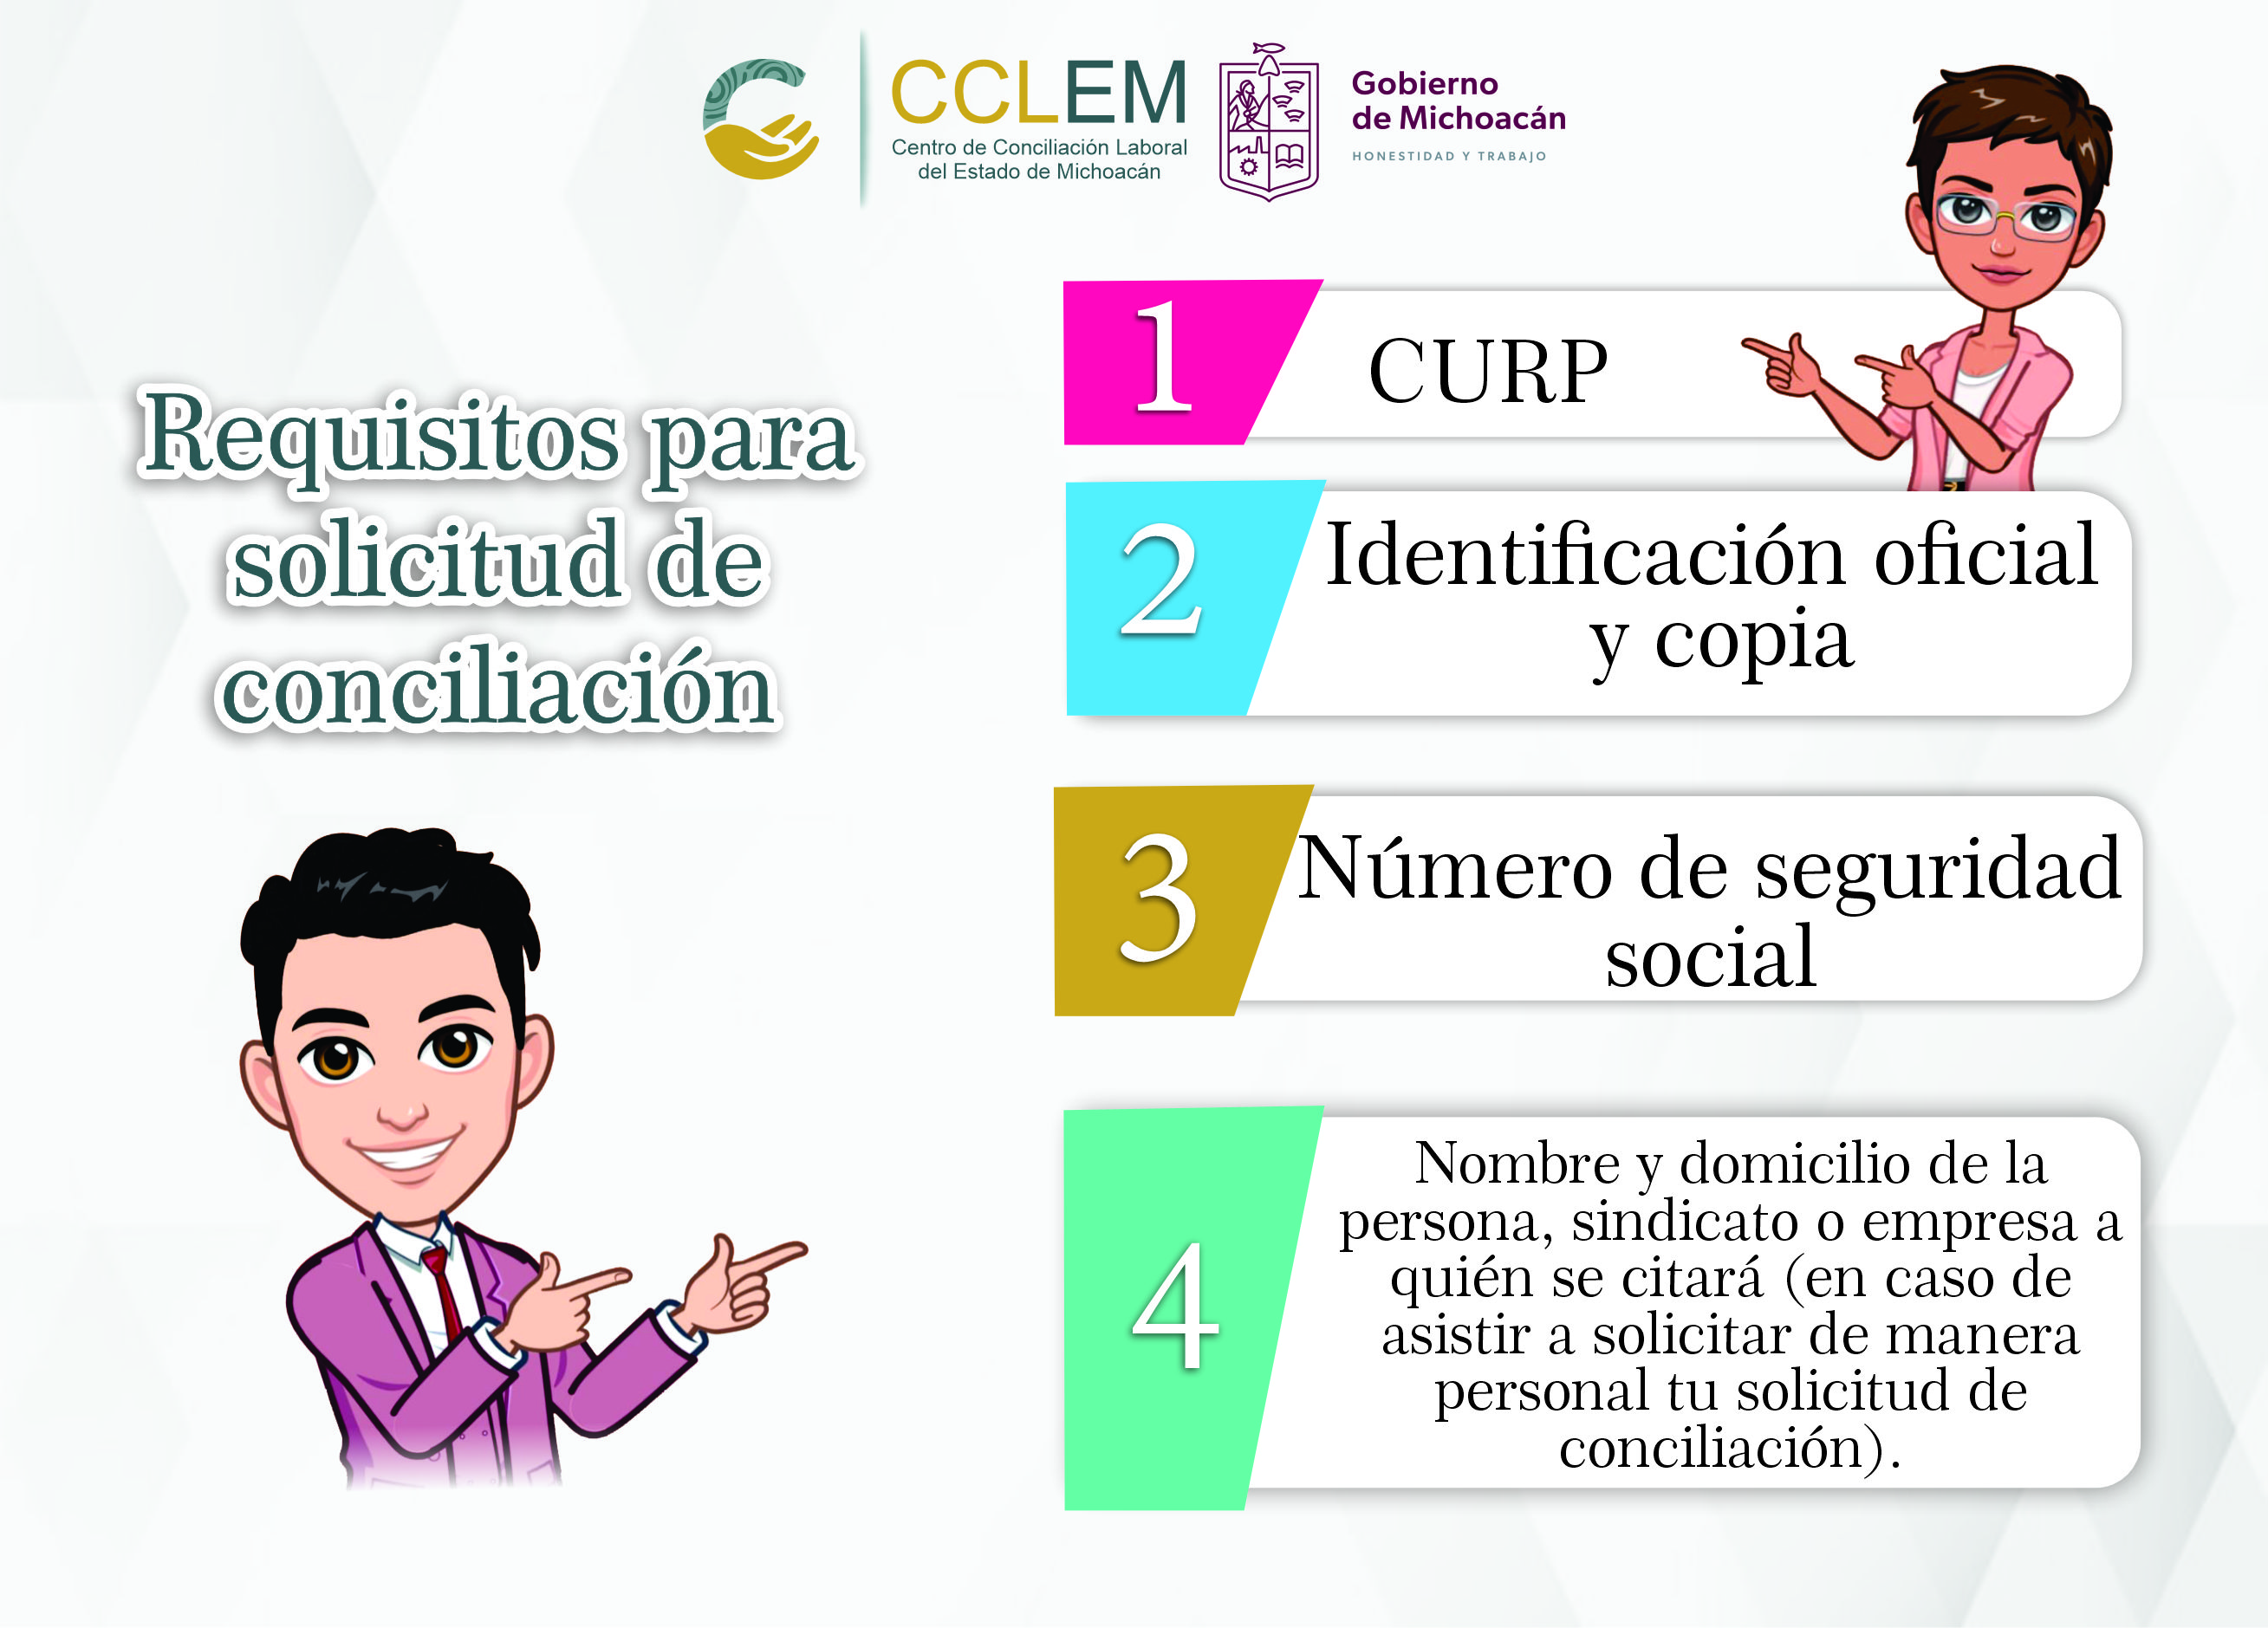 CCLEM
Centro de Conciliación Laboral
del Estado de Michoacán
Gobierno
de Michoacán
HONESTIDAD Y TRABAJO
Requisitos para
solicitud de
conciliación
1
CURP
2
Identificación oficial
y copia
3
Número de seguridad
social
4
Nombre y domicilio de la
persona, sindicato o empresa a
quién se citará (en caso de
asistir a solicitar de manera
personal tu solicitud de
conciliación).